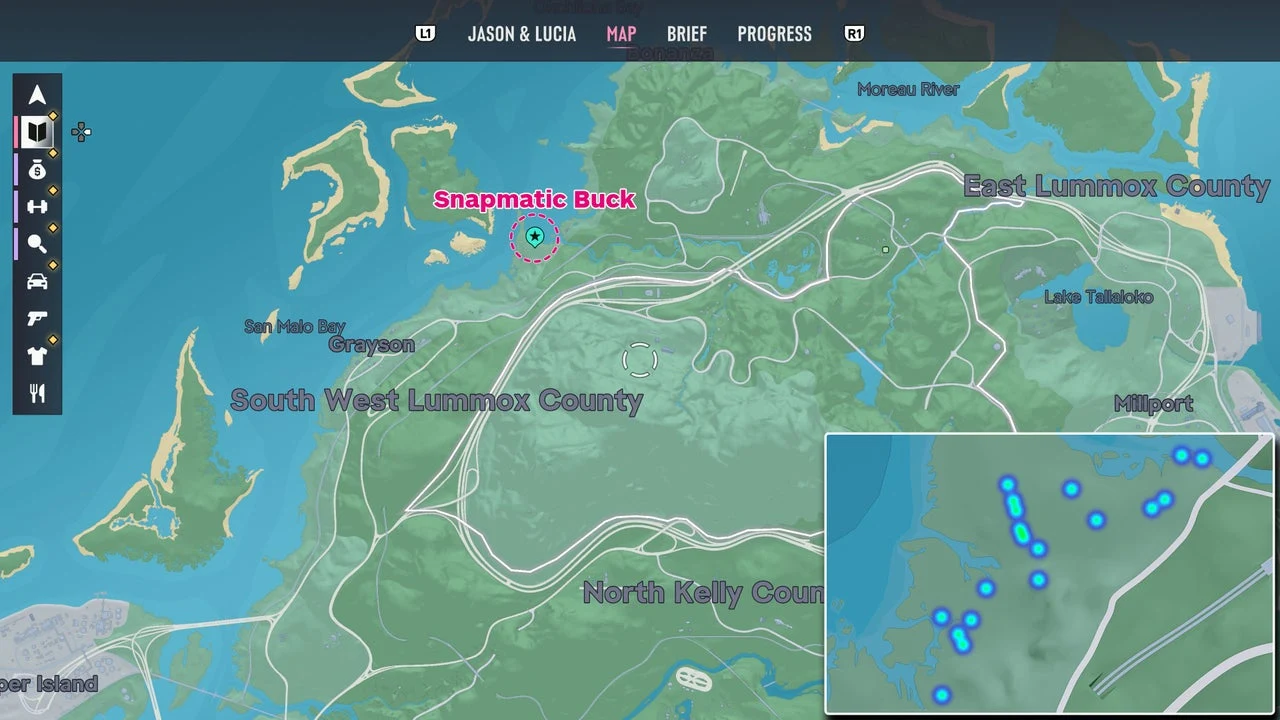 L1 JASON & LUCIA MAP BRIEF PROGRESS R1
Bonanza
Moreau River
East Lummox County
Snapmatic Buck
Lake Tallaloko
San Malo Bay
Grayson
South West Lummox County
Millport
North Kelly Coun
per Island